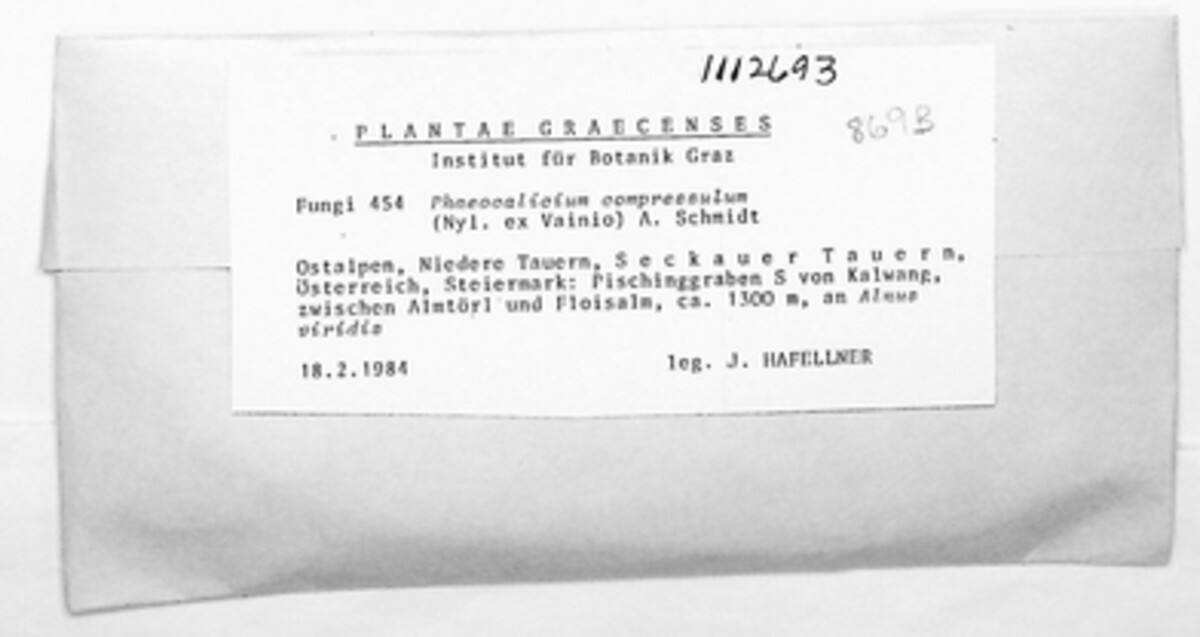 1112693
8693
PLANTAE GRAECENSES
Institut für Botanik Graz
Fungi 454 Phaeocalicium compressulum
(Nyl. ex Vainio) A. Schmidt
Ostalpen, Niedere Tauern, Seckauer Tauern,
Österreich, Steiermark: Pischinggraben S von Kalwang,
zwischen Almtörl und Floisalm, ca. 1300 m, an Alnus
viridis
18.2.1984 leg. J. HAFELLNER